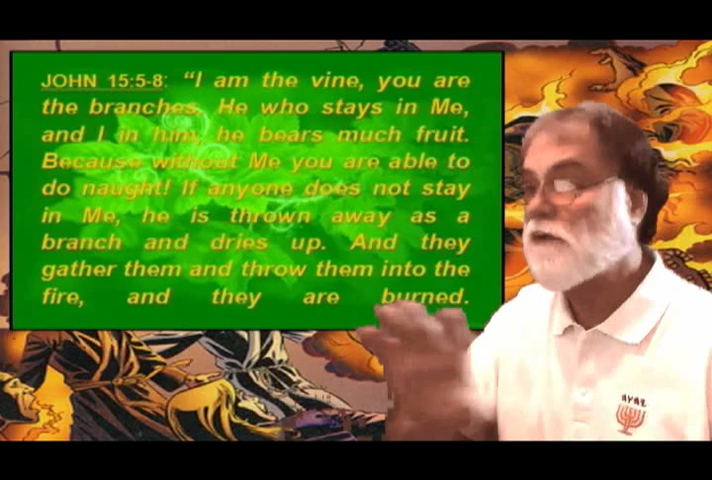 JOHN 15:5-8: “I am the vine, you are
the branches. He who stays in Me,
and I in him, he bears much fruit.
Because without Me you are able to
do naught! If anyone does not stay
in Me, he is thrown away as a
branch and dries up. And they
gather them and throw them into the
fire, and they are burned.